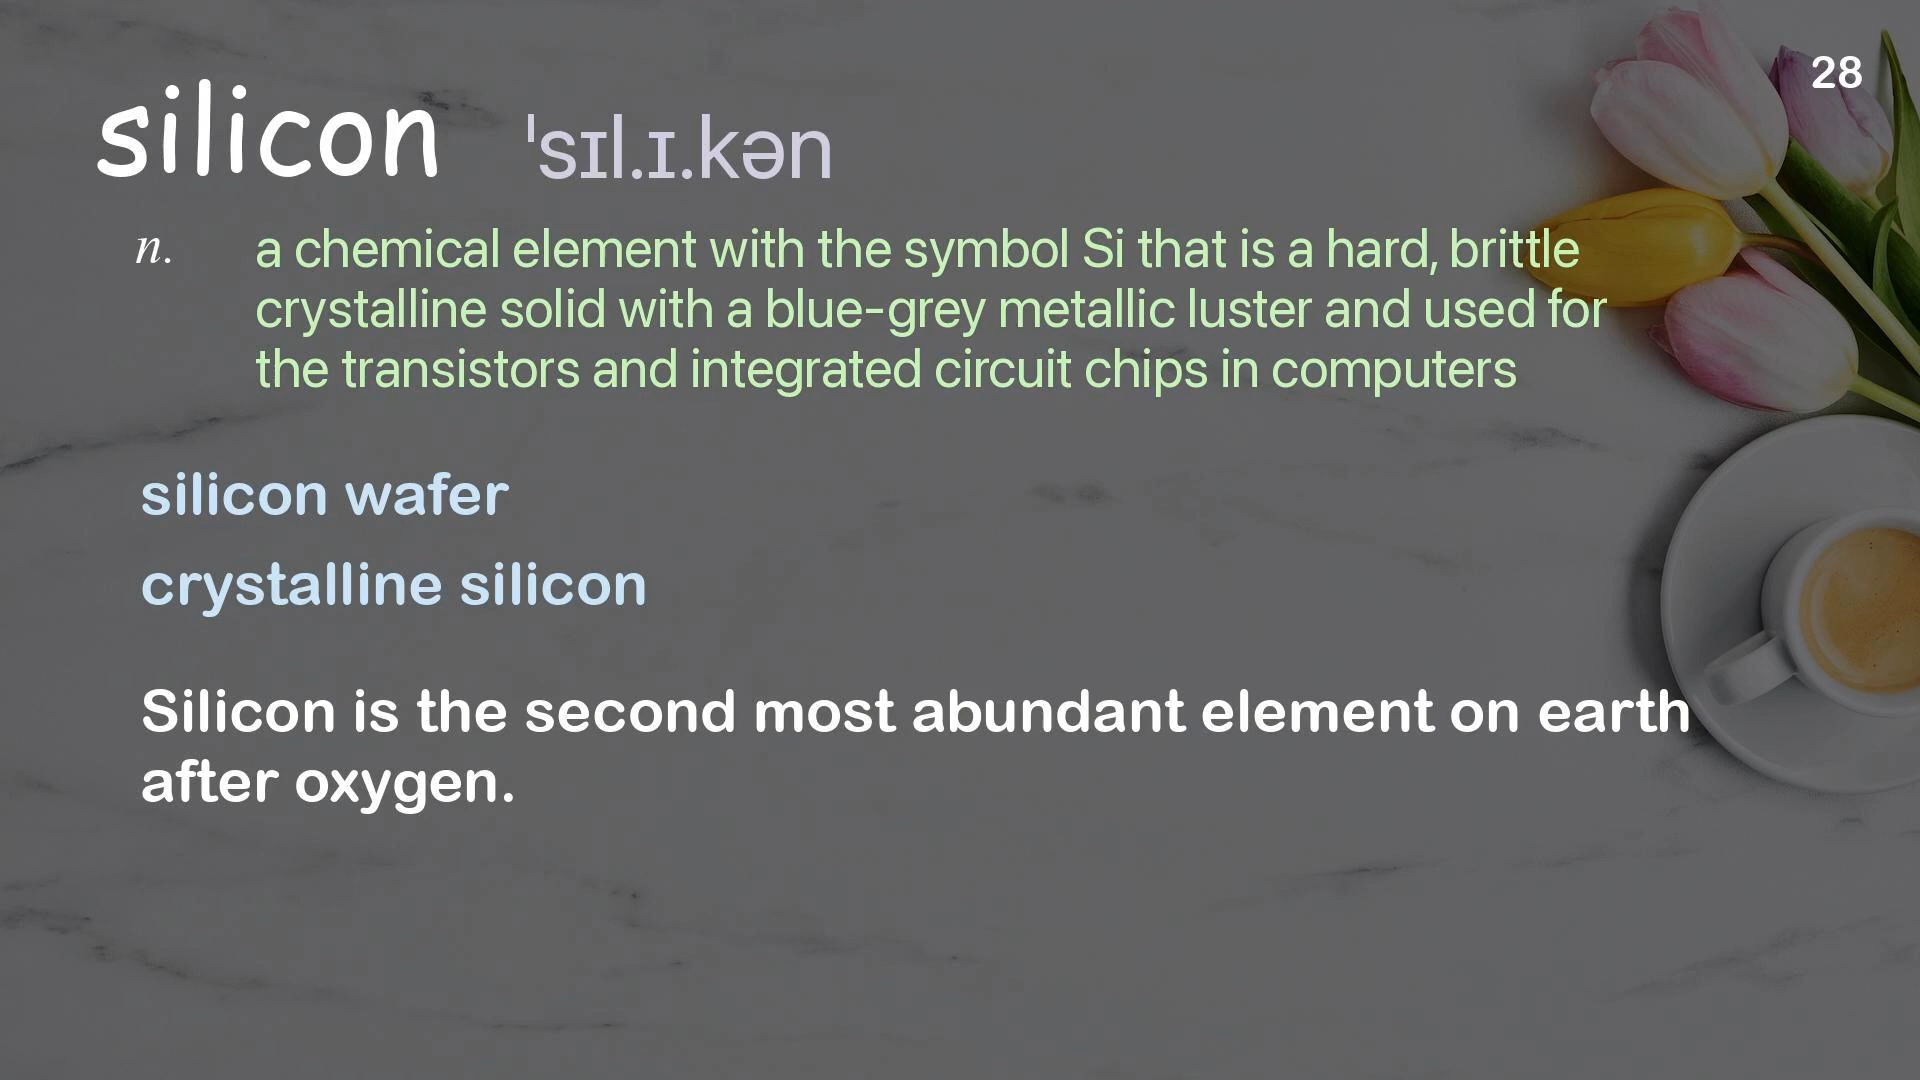 28
silicon ˈsɪl.ɪ.kən
n. a chemical element with the symbol Si that is a hard, brittle
crystalline solid with a blue-grey metallic luster and used for
the transistors and integrated circuit chips in computers
silicon wafer
crystalline silicon
Silicon is the second most abundant element on earth
after oxygen.